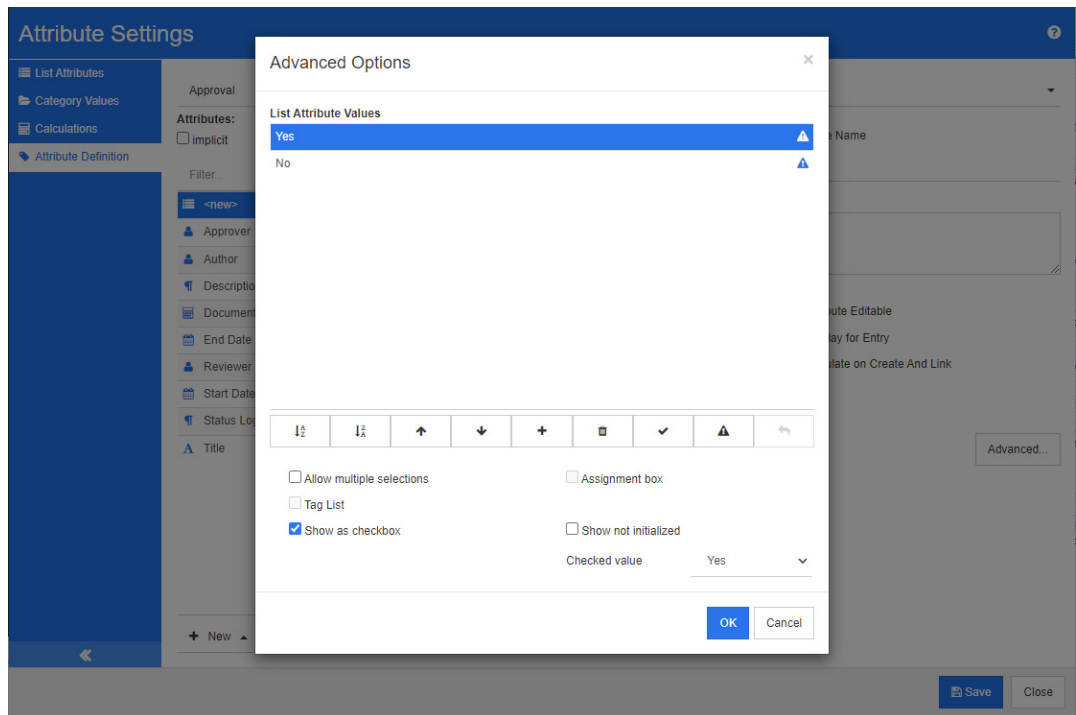 Attribute Settings
List Attributes
Category Values
Calculations
Attribute Definition
Approval
Attributes:
implicit
Filter...
<new>
Approver
Author
Descriptio
Document
End Date
Reviewer
Start Date
Status Log
Title
New
Advanced Options
×
List Attribute Values
Yes
No
Allow multiple selections
Assignment box
Tag List
Show as checkbox
Show not initialized
Checked value
Yes
OK
Cancel
Name
ute Editable
lay for Entry
ulate on Create And Link
Advanced...
Save
Close